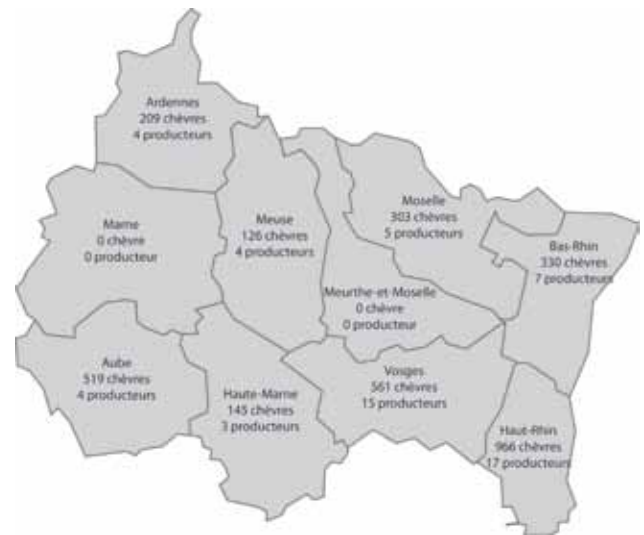 Ardennes
209 chèvres
4 producteurs
Marne
0 chèvre
0 producteur
Meuse
126 chèvres
4 producteurs
Moselle
303 chèvres
5 producteurs
Bas-Rhin
330 chèvres
7 producteurs
Meurthe-et-Moselle
0 chèvre
0 producteur
Aube
519 chèvres
4 producteurs
Haute-Marne
145 chèvres
3 producteurs
Vosges
561 chèvres
15 producteurs
Haut-Rhin
966 chèvres
17 producteurs